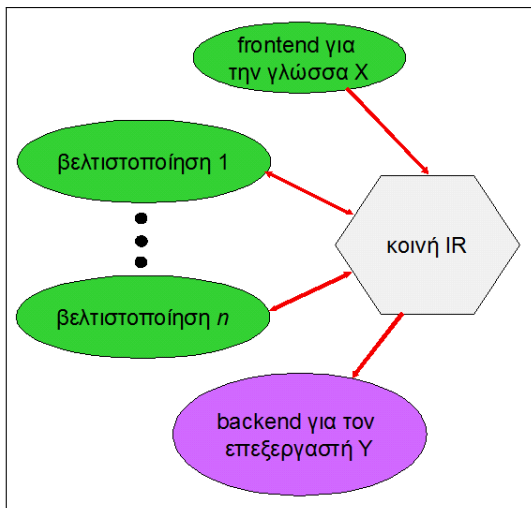 frontend για
την γλώσσα X
βελτιστοποίηση 1
κοινή IR
βελτιστοποίηση n
backend για τον
επεξεργαστή Y